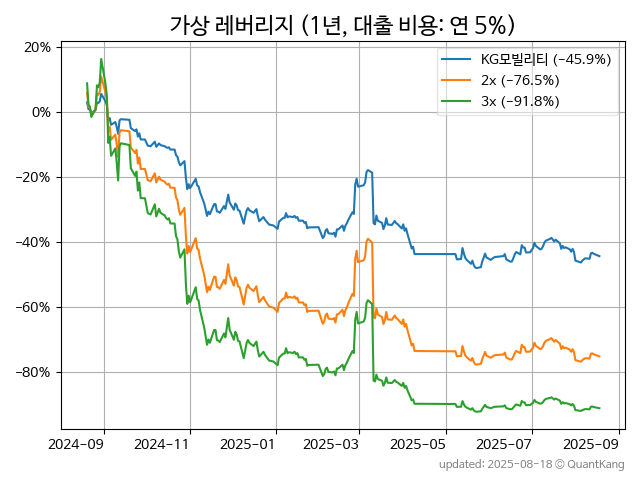 가상 레버리지 (1년, 대출 비용: 연 5%)
20%
0%
−20%
−40%
−60%
−80%
KG모빌리티 (-45.9%)
2x (-76.5%)
3x (-91.8%)
2024-09
2024-11
2025-01
2025-03
2025-05
2025-07
2025-09
updated: 2025-08-18 © QuantKang